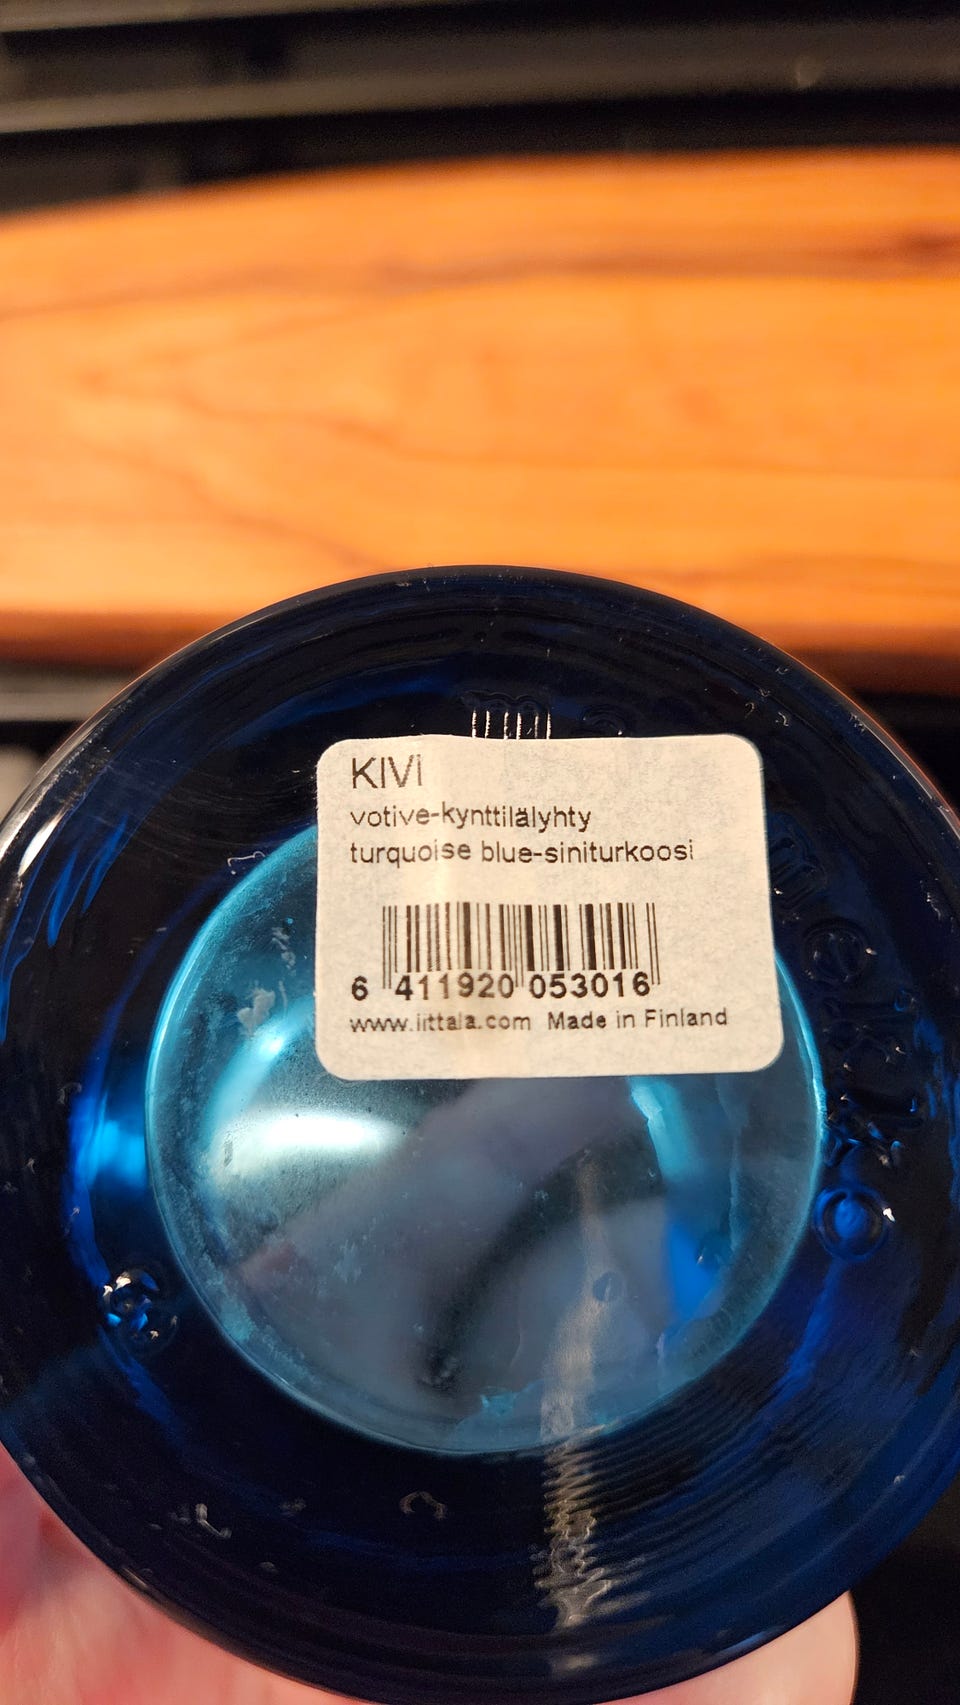 KIVi
votive-kynttilälyhty
turquoise blue-siniturkoosi
6 411920 053016
www.iittala.com Made in Finland